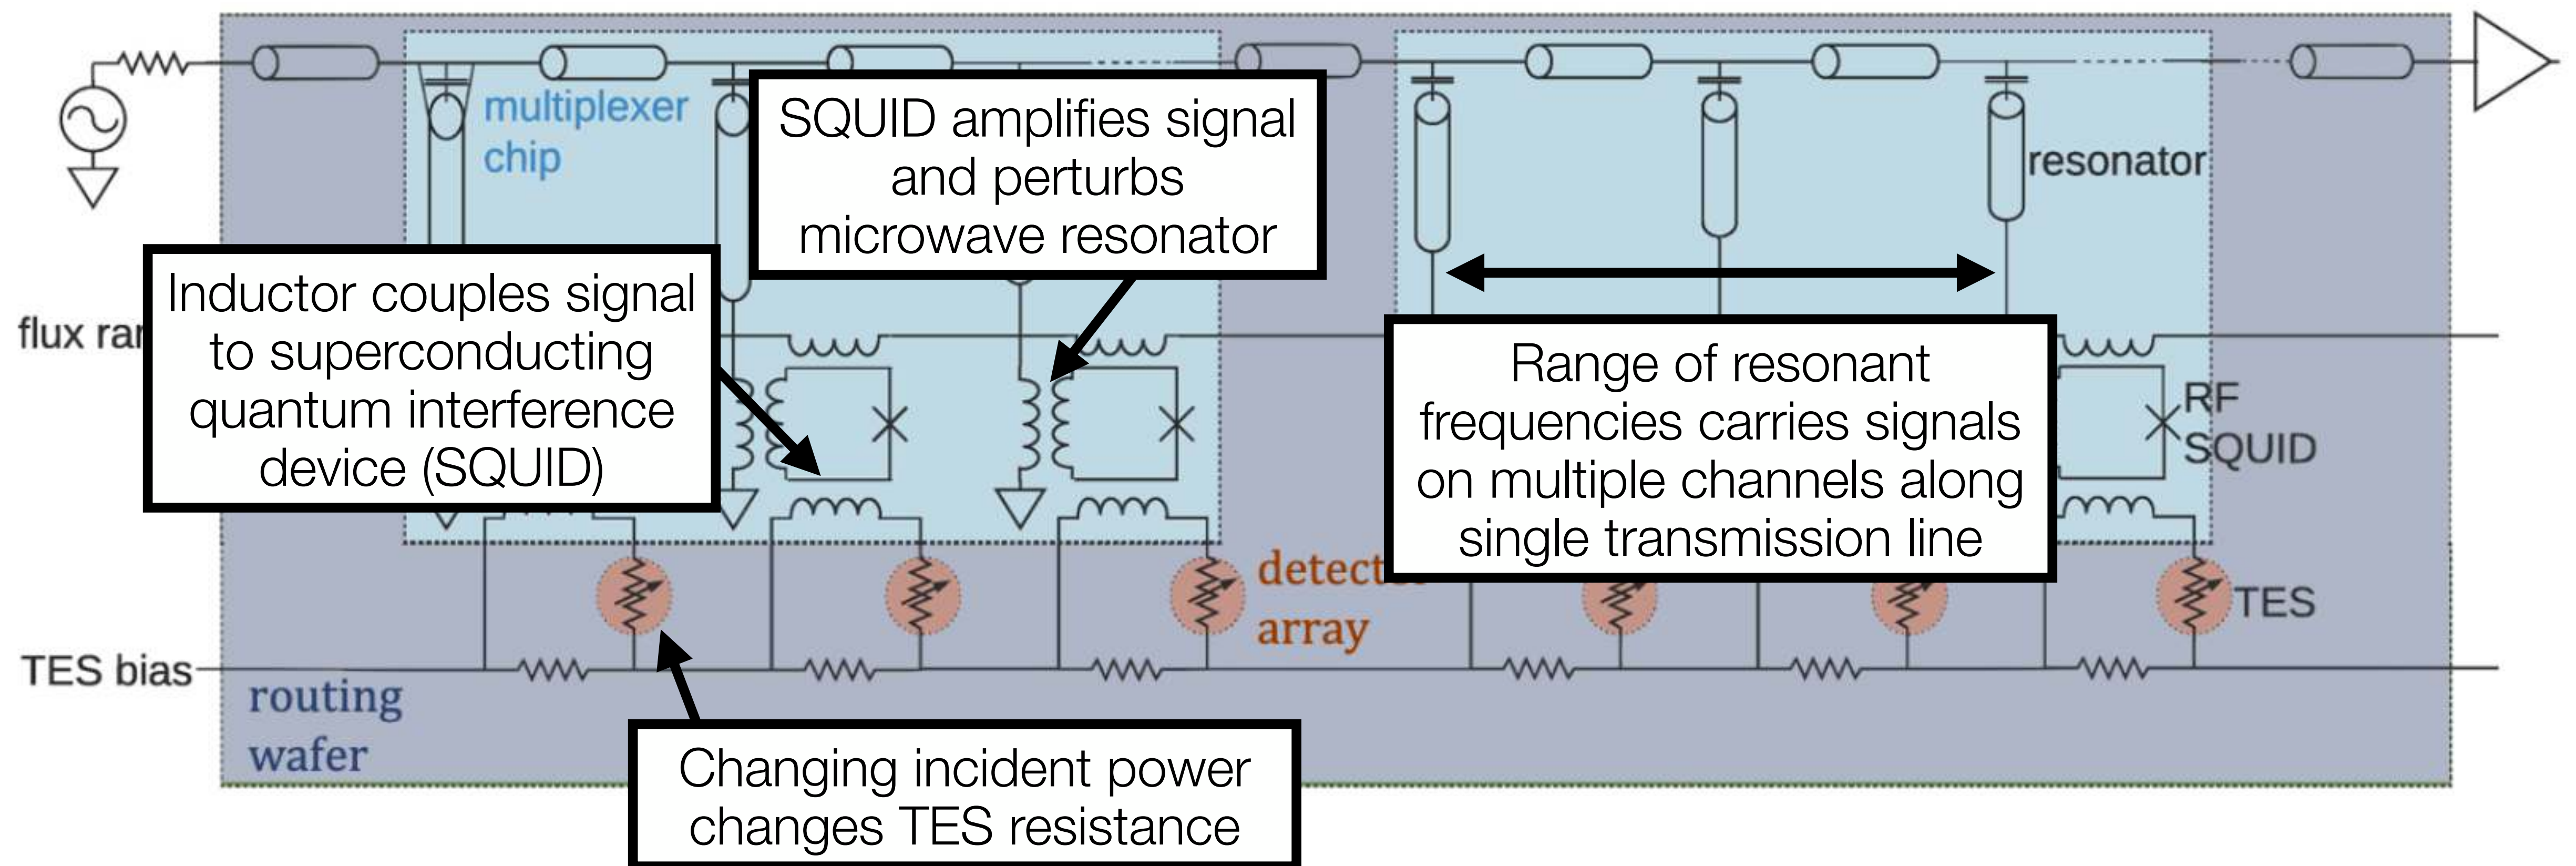 multiplexer
chip
SQUID amplifies signal
and perturbs
microwave resonator
resonator
Inductor couples signal
to superconducting
quantum interference
device (SQUID)
flux
Range of resonant
frequencies carries signals
on multiple channels along
single transmission line
RF
SQUID
array
TES
TES bias
routing
wafer
Changing incident power
changes TES resistance